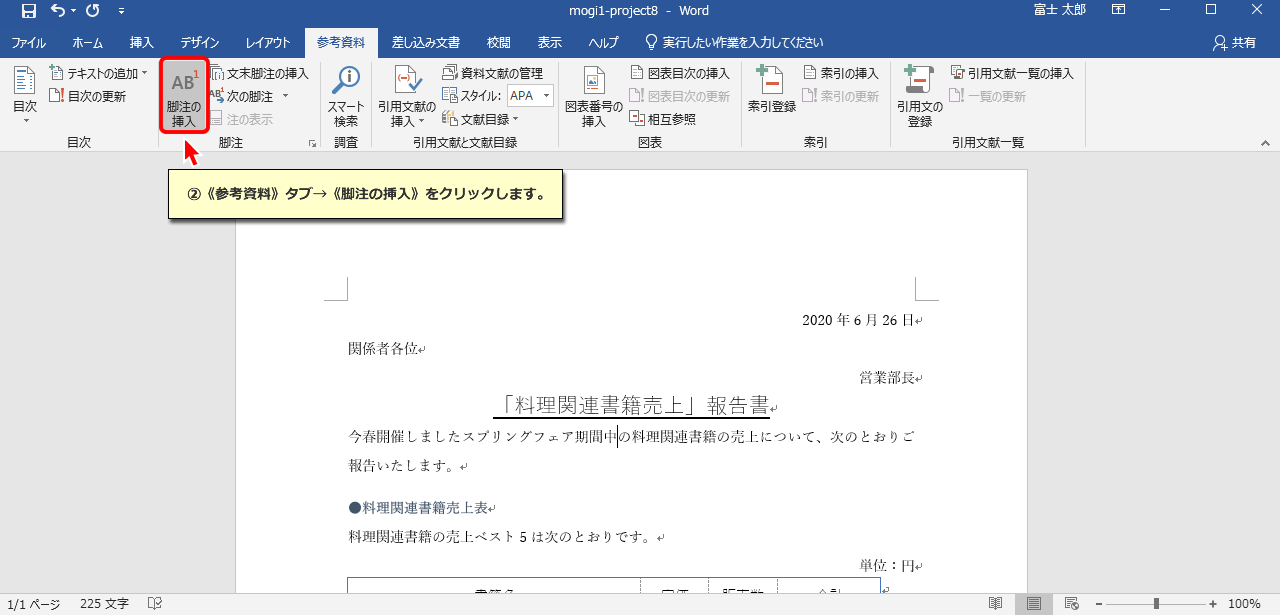 mogi1-project8 - Word
富士 太郎
ファイル ホーム 挿入 デザイン レイアウト 参考資料 差し込み文書 校閲 表示 ヘルプ 実行したい作業を入力してください 共有
目次
テキストの追加
目次の更新
目次
AB1
脚注の
挿入
文末脚注の挿入
次の脚注
注の表示
脚注
スマート
検索
調査
引用文献の
挿入
資料文献の管理
スタイル: APA
文献目録
引用文献と文献目録
図表番号の
挿入
図表目次の挿入
図表目次の更新
相互参照
図表
索引登録
索引の挿入
索引の更新
索引
引用文の
登録
引用文献一覧の挿入
一覧の更新
引用文献一覧
②《参考資料》タブ→《脚注の挿入》をクリックします。
2020 年 6 月 26 日
関係者各位
営業部長
「料理関連書籍売上」報告書
今春開催しましたスプリングフェア期間中の料理関連書籍の売上について、次のとおりご
報告いたします。
●料理関連書籍売上表
料理関連書籍の売上ベスト 5 は次のとおりです。
単位：円
1/1 ページ 225 文字 100%